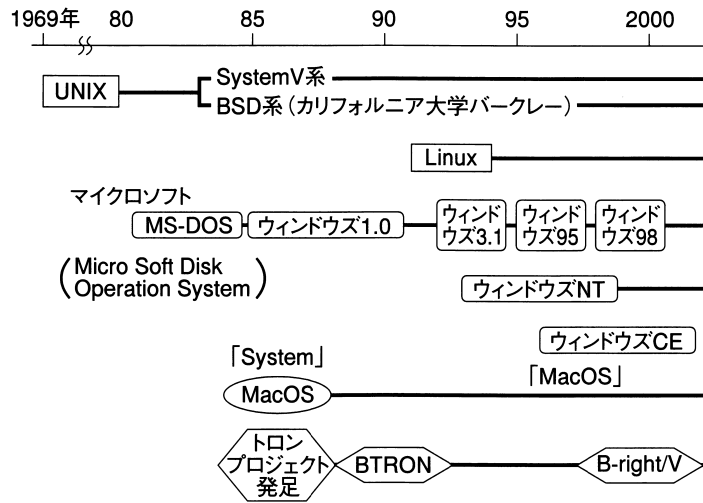 1969年 80 85 90 95 2000
SystemV系
UNIX
BSD系(カリフォルニア大学バークレー)
Linux
マイクロソフト
MS-DOS
ウィンドウズ1.0
ウィンド
ウズ3.1
ウィンド
ウズ95
ウィンド
ウズ98
(Micro Soft Disk
Operation System)
ウィンドウズNT
ウィンドウズCE
「System」
MacOS
「MacOS」
トロン
プロジェクト
発足
BTRON
B-right/V